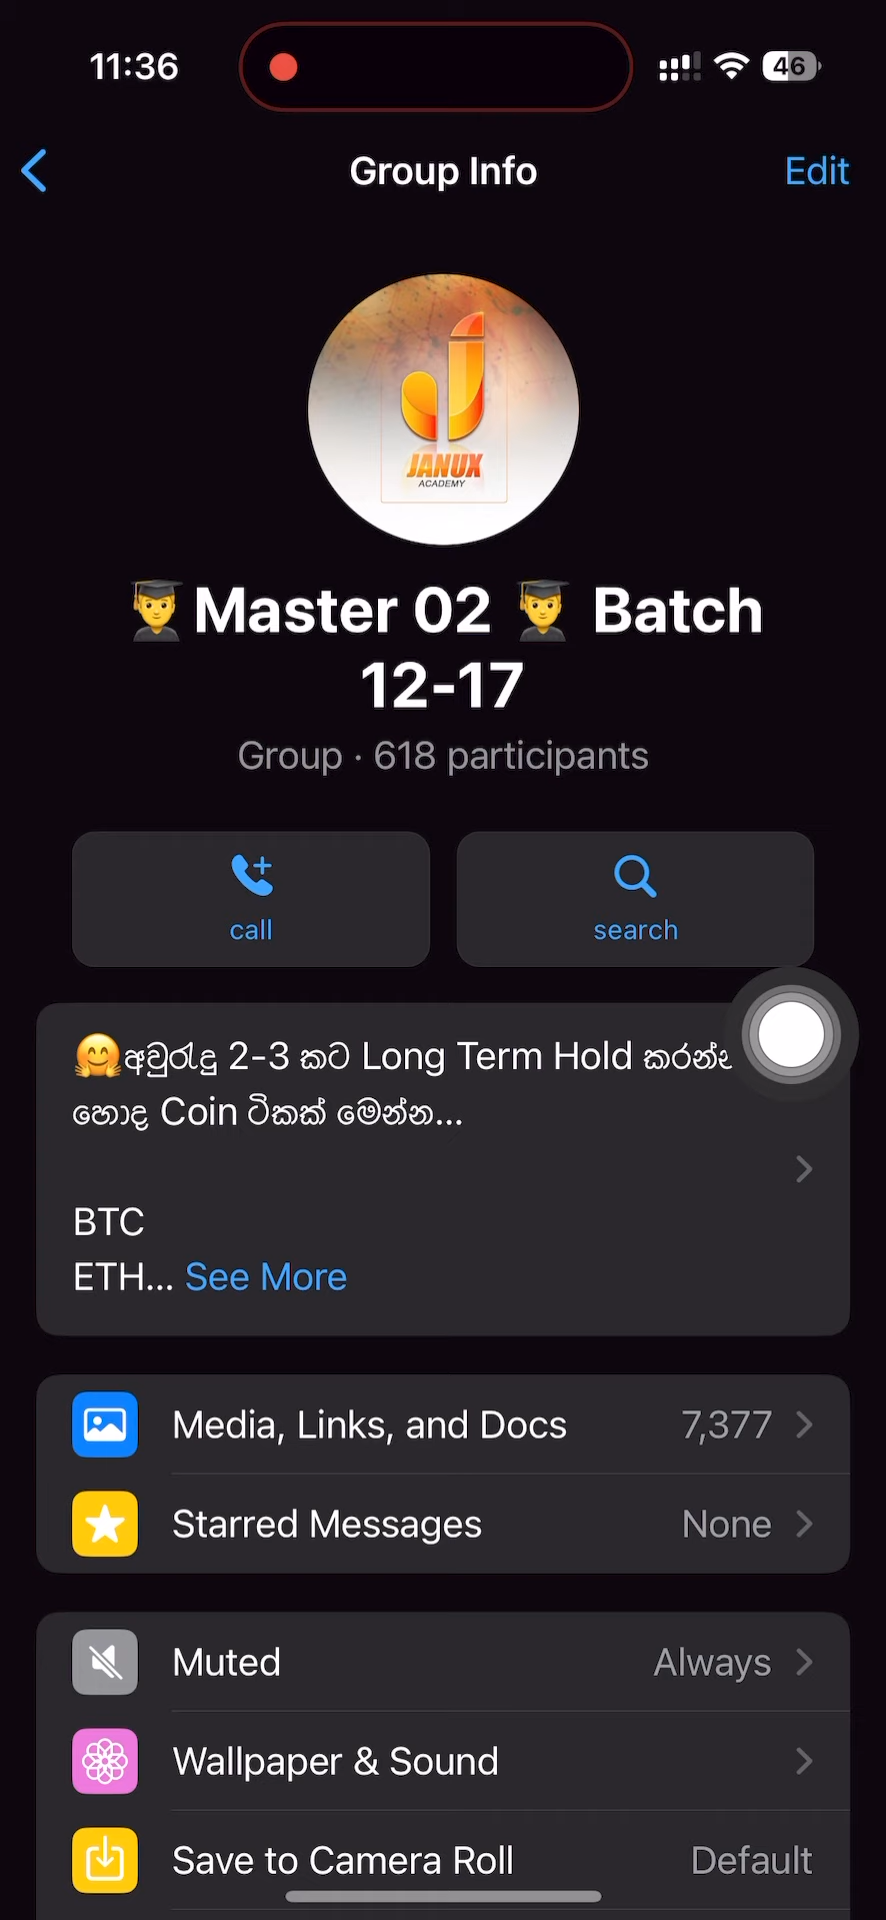 11:36
46
Group Info
Edit
JANUX
ACADEMY
👨‍🎓Master 02 👨‍🎓 Batch
12-17
Group · 618 participants
call
search
🤗අවුරුදු 2-3 කට Long Term Hold
හොද Coin ටිකක් මෙන්න...
BTC
ETH... See More
Media, Links, and Docs
7,377
Starred Messages
None
Muted
Always
Wallpaper & Sound
Save to Camera Roll
Default